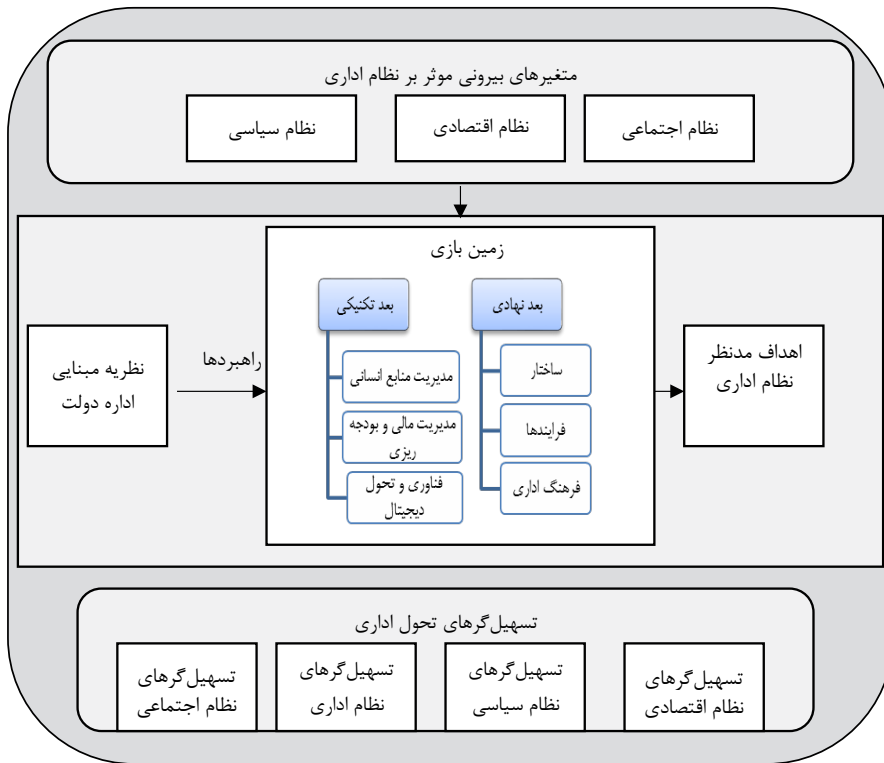 متغیرهای بیرونی موثر بر نظام اداری
نظام اجتماعی
نظام اقتصادی
نظام سیاسی
زمین بازی
بعد نهادی
ساختار
فرایندها
فرهنگ اداری
بعد تکنیکی
مدیریت منابع انسانی
مدیریت مالی و بودجه
ریزی
فناوری و تحول
دیجیتال
اهداف مدنظر
نظام اداری
راهبردها
نظریه مبنایی
اداره دولت
تسهیل‌گرهای تحول اداری
تسهیل‌گرهای
نظام اقتصادی
تسهیل‌گرهای
نظام سیاسی
تسهیل‌گرهای
نظام اداری
تسهیل‌گرهای
نظام اجتماعی